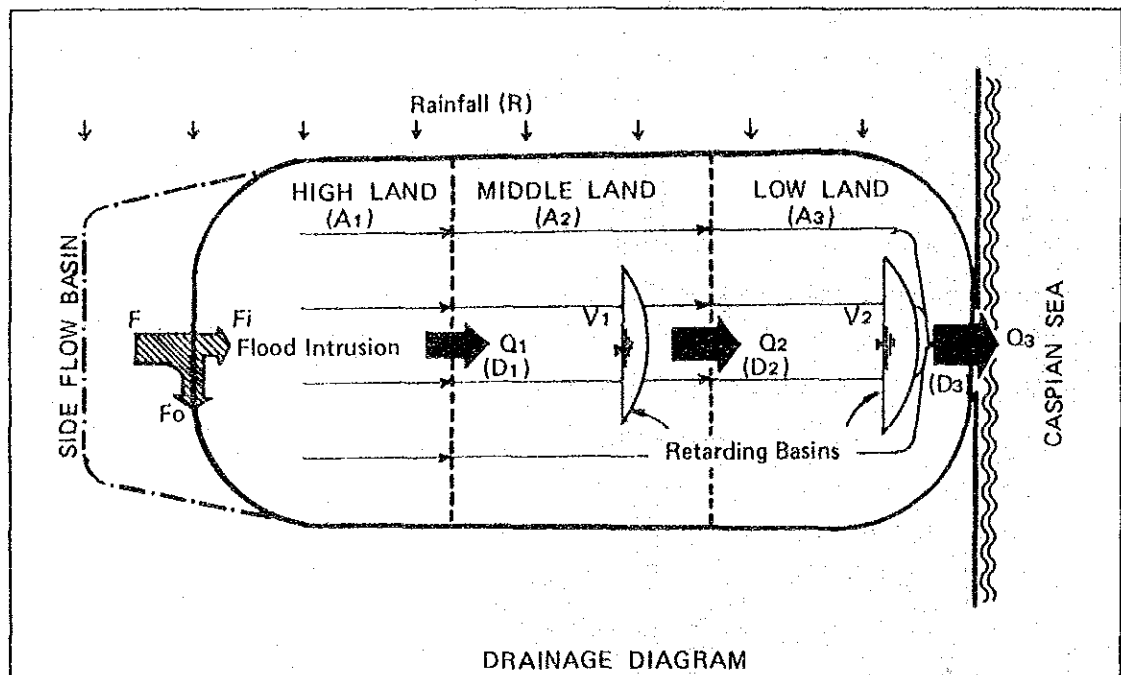 Rainfall (R)
HIGH LAND
(A1)
MIDDLE LAND
(A2)
LOW LAND
(A3)
SIDE FLOW BASIN
F
Fi
Flood Intrusion
Fo
Q1
(D1)
V1
Q2
(D2)
V2
Q3
(D3)
Retarding Basins
CASPIAN SEA
DRAINAGE DIAGRAM